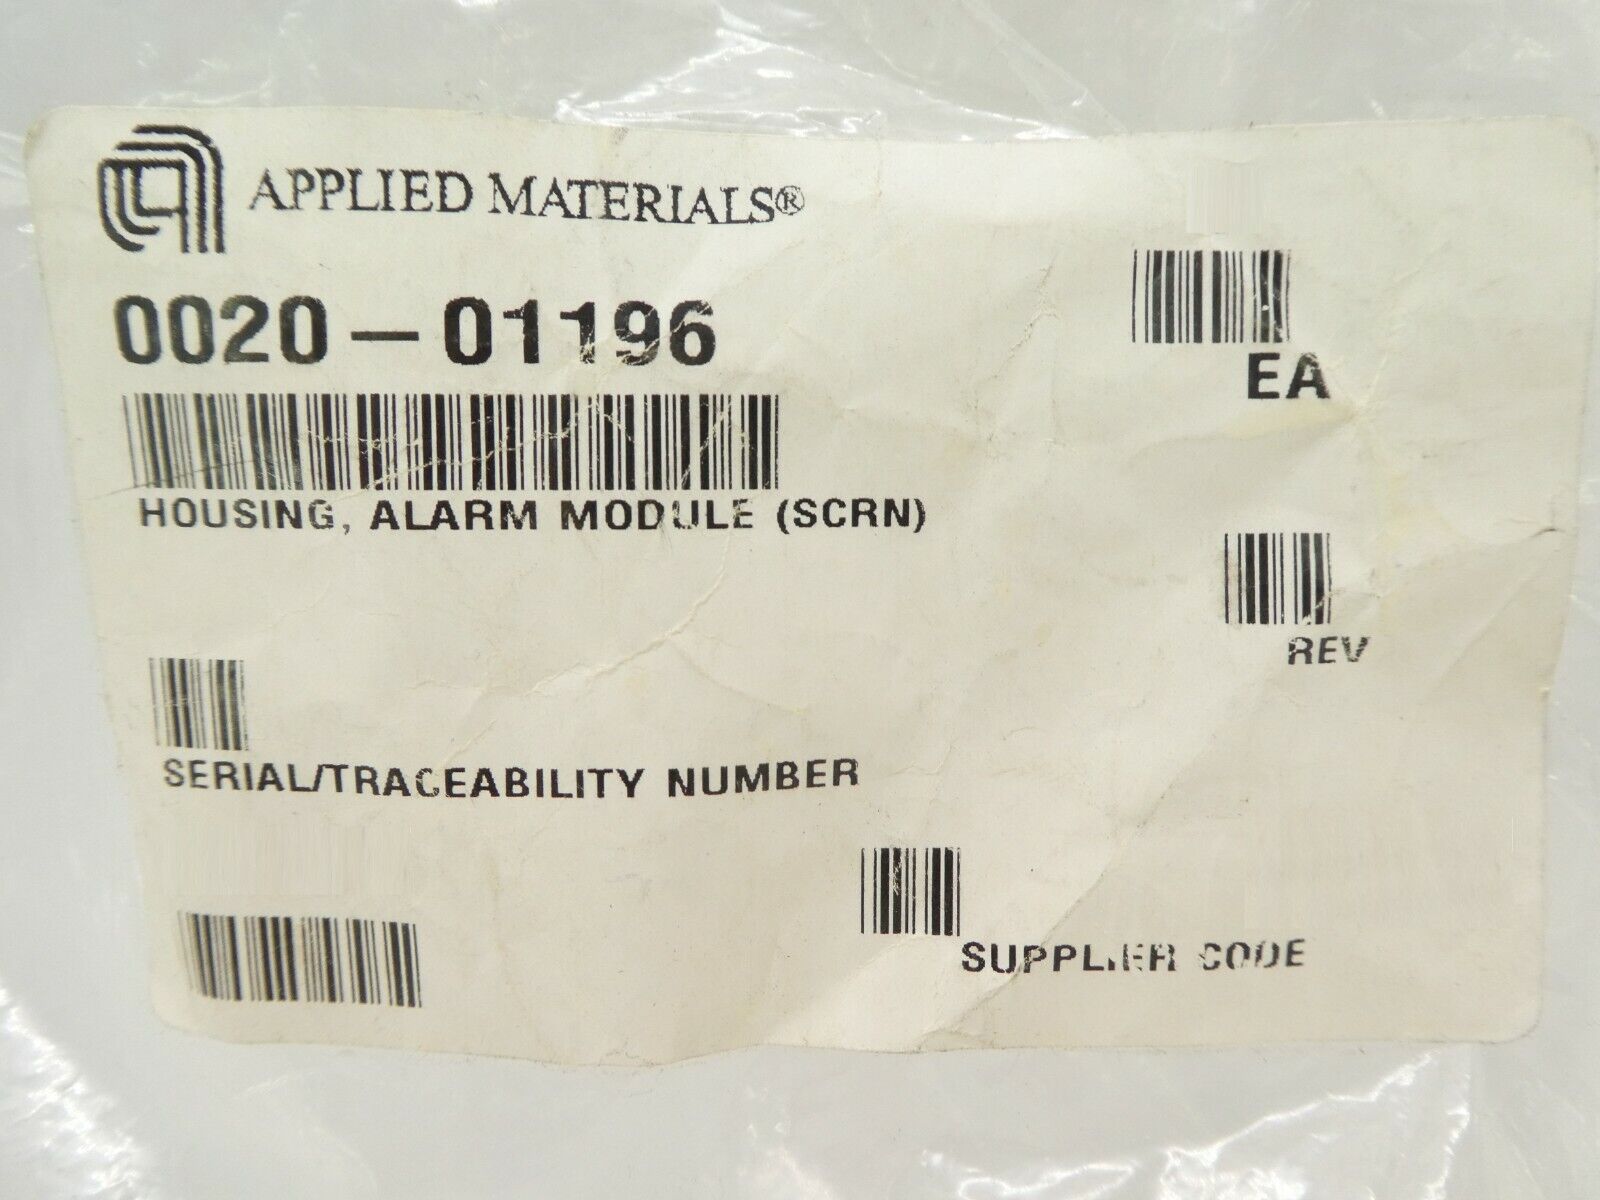 APPLIED MATERIALS®
0020-01196
EA
HOUSING, ALARM MODULE (SCRN)
REV
SERIAL/TRACEABILITY NUMBER
SUPPLIER CODE